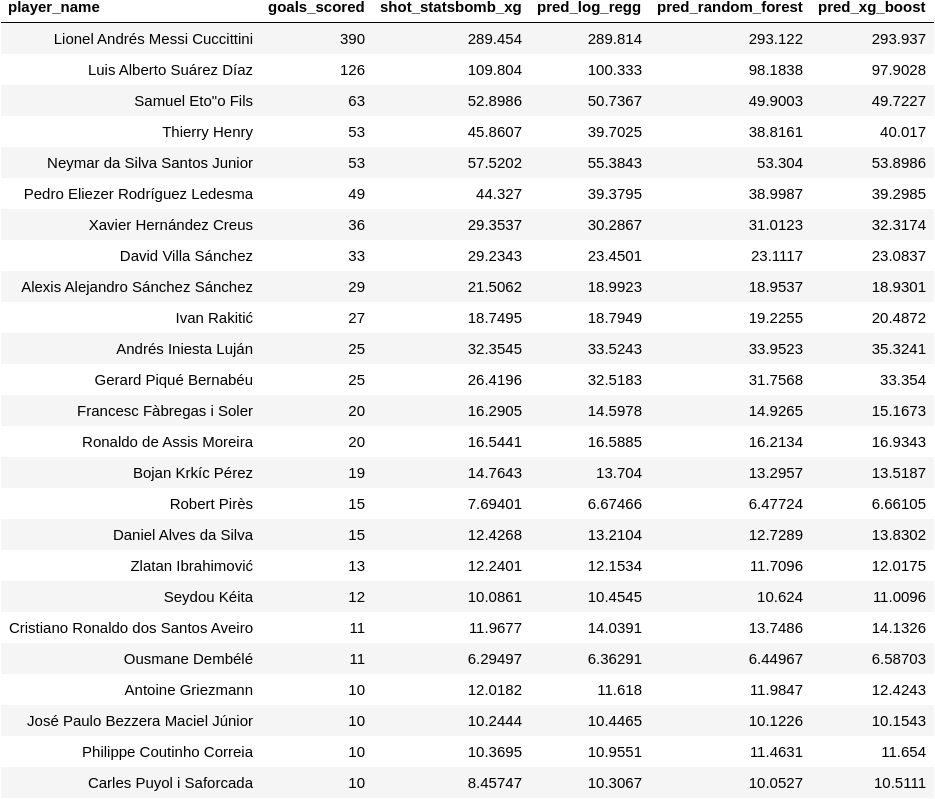 player_name goals_scored shot_statsbomb_xg pred_log_regg pred_random_forest pred_xg_boost
Lionel Andrés Messi Cuccittini 390 289.454 289.814 293.122 293.937
Luis Alberto Suárez Díaz 126 109.804 100.333 98.1838 97.9028
Samuel Eto"o Fils 63 52.8986 50.7367 49.9003 49.7227
Thierry Henry 53 45.8607 39.7025 38.8161 40.017
Neymar da Silva Santos Junior 53 57.5202 55.3843 53.304 53.8986
Pedro Eliezer Rodríguez Ledesma 49 44.327 39.3795 38.9987 39.2985
Xavier Hernández Creus 36 29.3537 30.2867 31.0123 32.3174
David Villa Sánchez 33 29.2343 23.4501 23.1117 23.0837
Alexis Alejandro Sánchez Sánchez 29 21.5062 18.9923 18.9537 18.9301
Ivan Rakitić 27 18.7495 18.7949 19.2255 20.4872
Andrés Iniesta Luján 25 32.3545 33.5243 33.9523 35.3241
Gerard Piqué Bernabéu 25 26.4196 32.5183 31.7568 33.354
Francesc Fàbregas i Soler 20 16.2905 14.5978 14.9265 15.1673
Ronaldo de Assis Moreira 20 16.5441 16.5885 16.2134 16.9343
Bojan Krkíc Pérez 19 14.7643 13.704 13.2957 13.5187
Robert Pirès 15 7.69401 6.67466 6.47724 6.66105
Daniel Alves da Silva 15 12.4268 13.2104 12.7289 13.8302
Zlatan Ibrahimović 13 12.2401 12.1534 11.7096 12.0175
Seydou Kéita 12 10.0861 10.4545 10.624 11.0096
Cristiano Ronaldo dos Santos Aveiro 11 11.9677 14.0391 13.7486 14.1326
Ousmane Dembélé 11 6.29497 6.36291 6.44967 6.58703
Antoine Griezmann 10 12.0182 11.618 11.9847 12.4243
José Paulo Bezzera Maciel Júnior 10 10.2444 10.4465 10.1226 10.1543
Philippe Coutinho Correia 10 10.3695 10.9551 11.4631 11.654
Carles Puyol i Saforcada 10 8.45747 10.3067 10.0527 10.5111